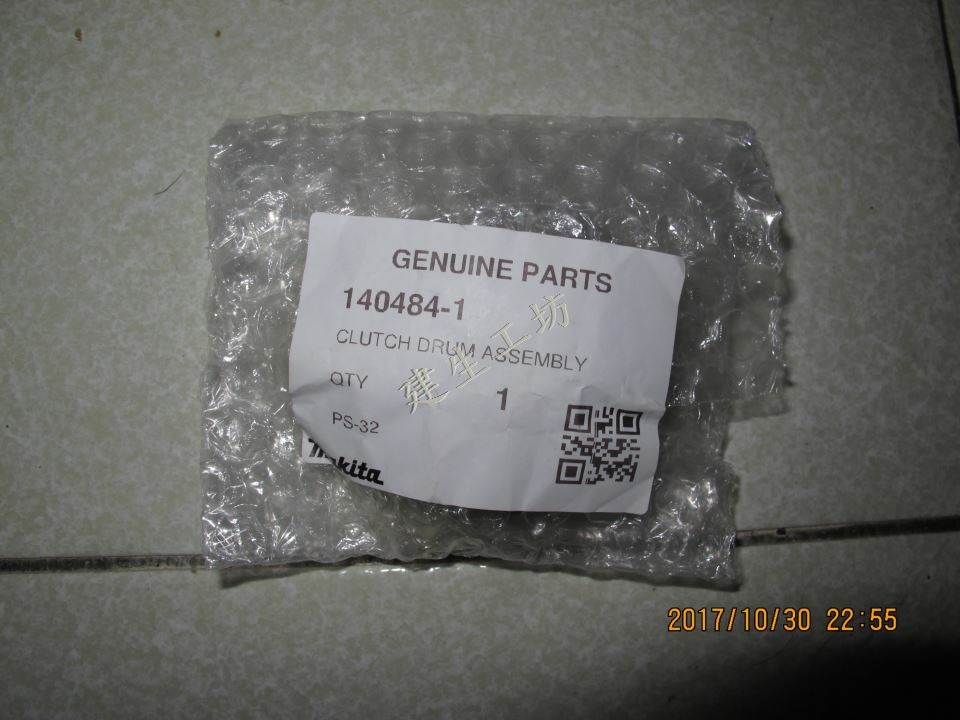 GENUINE PARTS
140484-1
CLUTCH DRUM ASSEMBLY
QTY 1
PS-32
makita
建生工坊
2017/10/30 22:55